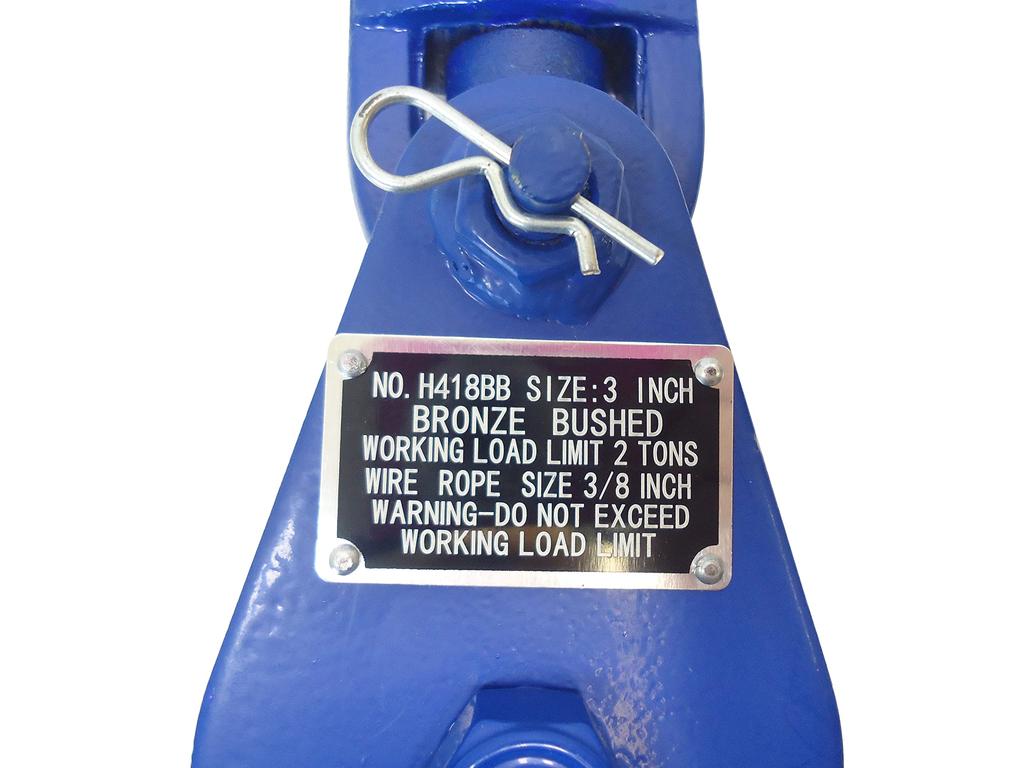 NO. H418BB SIZE:3 INCH
BRONZE BUSHED
WORKING LOAD LIMIT 2 TONS
WIRE ROPE SIZE 3/8 INCH
WARNING-DO NOT EXCEED
WORKING LOAD LIMIT